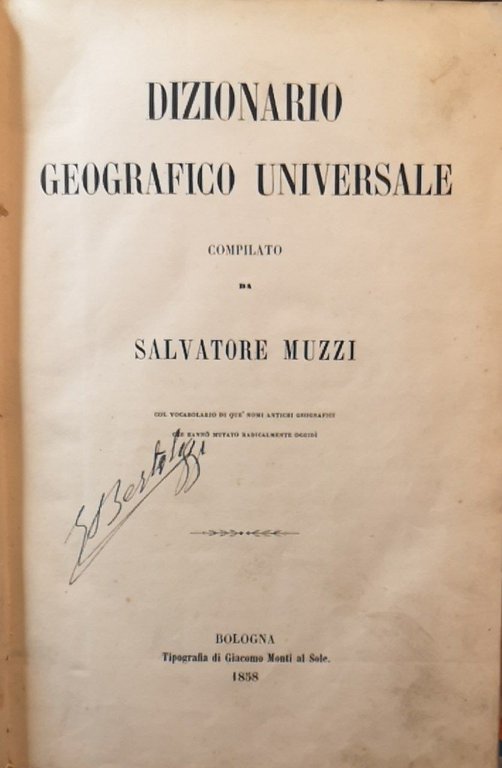 DIZIONARIO
GEOGRAFICO UNIVERSALE
COMPILATO
DA
SALVATORE MUZZI
COL VOCABOLARIO DI QUE' NOMI ANTICHI GEOGRAFICI
CHE HANNO MUTATO RADICALMENTE OGGIDÌ
BOLOGNA
Tipografia di Giacomo Monti al Sole.
1858